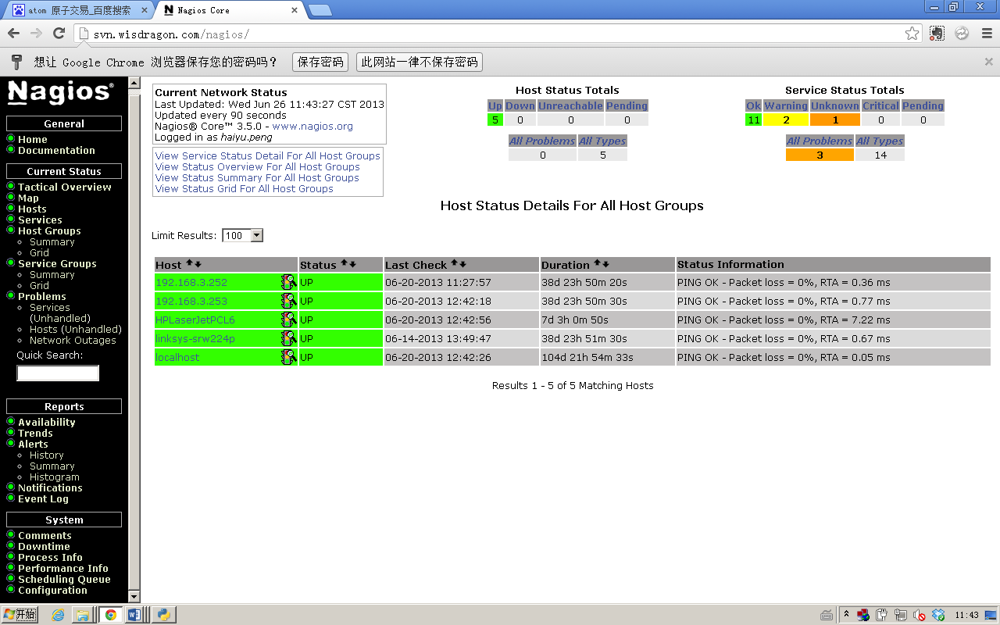 atom 原子交易_百度搜索
Nagios Core
svn.wisdragon.com/nagios/
想让 Google Chrome 浏览器保存您的密码吗？ 保存密码 此网站一律不保存密码
Nagios®
General
Home
Documentation
Current Status
Tactical Overview
Map
Hosts
Services
Host Groups
Summary
Grid
Service Groups
Summary
Grid
Problems
Services
(Unhandled)
Hosts (Unhandled)
Network Outages
Quick Search:
Reports
Availability
Trends
Alerts
History
Summary
Histogram
Notifications
Event Log
System
Comments
Downtime
Process Info
Performance Info
Scheduling Queue
Configuration
Current Network Status
Last Updated: Wed Jun 26 11:43:27 CST 2013
Updated every 90 seconds
Nagios® Core™ 3.5.0 - www.nagios.org
Logged in as haiyu.peng
View Service Status Detail For All Host Groups
View Status Overview For All Host Groups
View Status Summary For All Host Groups
View Status Grid For All Host Groups
Host Status Totals
Up Down Unreachable Pending
5 0 0 0
All Problems All Types
0 5
Service Status Totals
Ok Warning Unknown Critical Pending
11 2 1 0 0
All Problems All Types
3 14
Host Status Details For All Host Groups
Limit Results: 100
Host Status Last Check Duration Status Information
192.168.3.252 UP 06-20-2013 11:27:57 38d 23h 50m 20s PING OK - Packet loss = 0%, RTA = 0.36 ms
192.168.3.253 UP 06-20-2013 12:42:18 38d 23h 50m 30s PING OK - Packet loss = 0%, RTA = 0.77 ms
HPLaserJetPCL6 UP 06-20-2013 12:42:56 7d 3h 0m 50s PING OK - Packet loss = 0%, RTA = 7.22 ms
linksys-srw224p UP 06-14-2013 13:49:47 38d 23h 51m 30s PING OK - Packet loss = 0%, RTA = 0.67 ms
localhost UP 06-20-2013 12:42:26 104d 21h 54m 33s PING OK - Packet loss = 0%, RTA = 0.05 ms
Results 1 - 5 of 5 Matching Hosts
开始
11:43